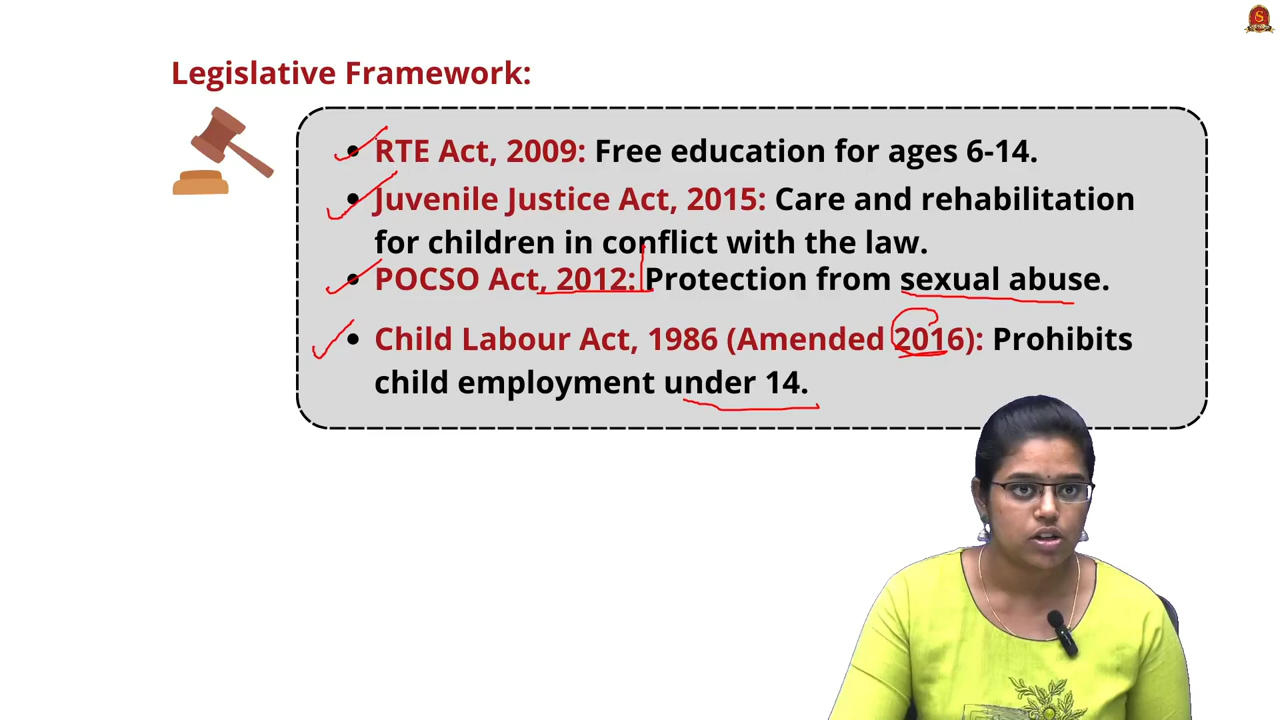 Legislative Framework:
• RTE Act, 2009: Free education for ages 6-14.
• Juvenile Justice Act, 2015: Care and rehabilitation
for children in conflict with the law.
• POCSO Act, 2012: Protection from sexual abuse.
• Child Labour Act, 1986 (Amended 2016): Prohibits
child employment under 14.